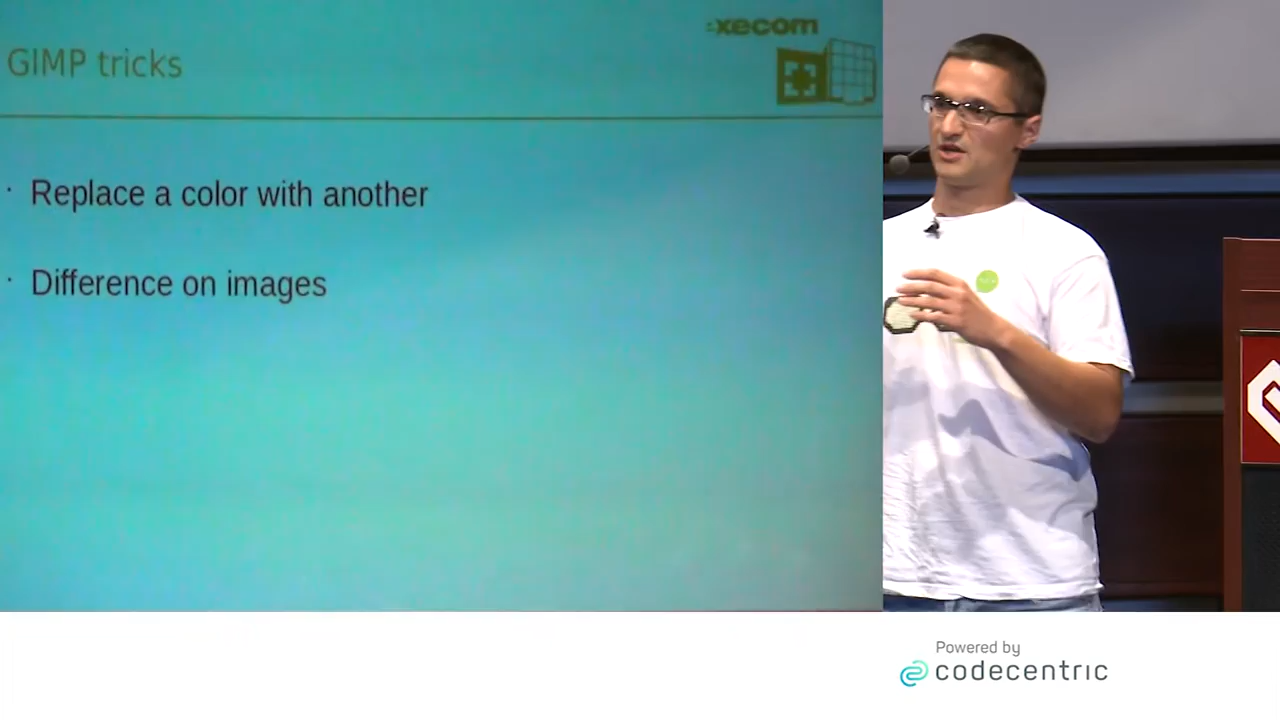 :xecom
GIMP tricks
· Replace a color with another
· Difference on images
Powered by
codecentric